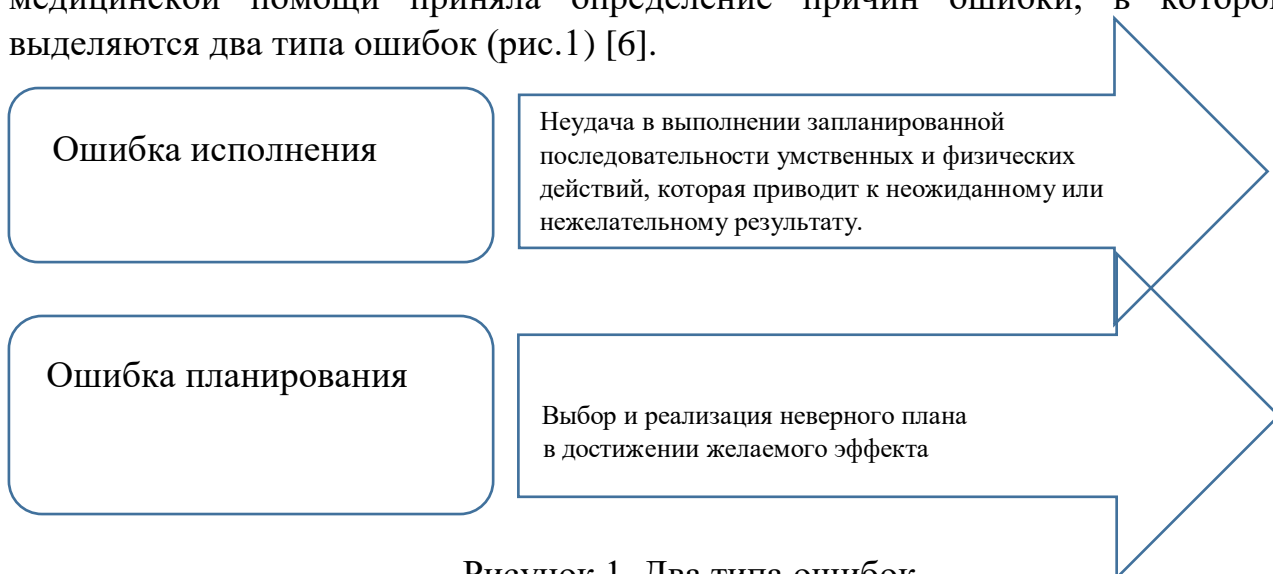 медицинской помощи приняла определение причин ошибки, в которой
выделяются два типа ошибок (рис.1) [6].
Ошибка исполнения
Неудача в выполнении запланированной
последовательности умственных и физических
действий, которая приводит к неожиданному или
нежелательному результату.
Ошибка планирования
Выбор и реализация неверного плана
в достижении желаемого эффекта
Рисунок 1. Два типа ошибок